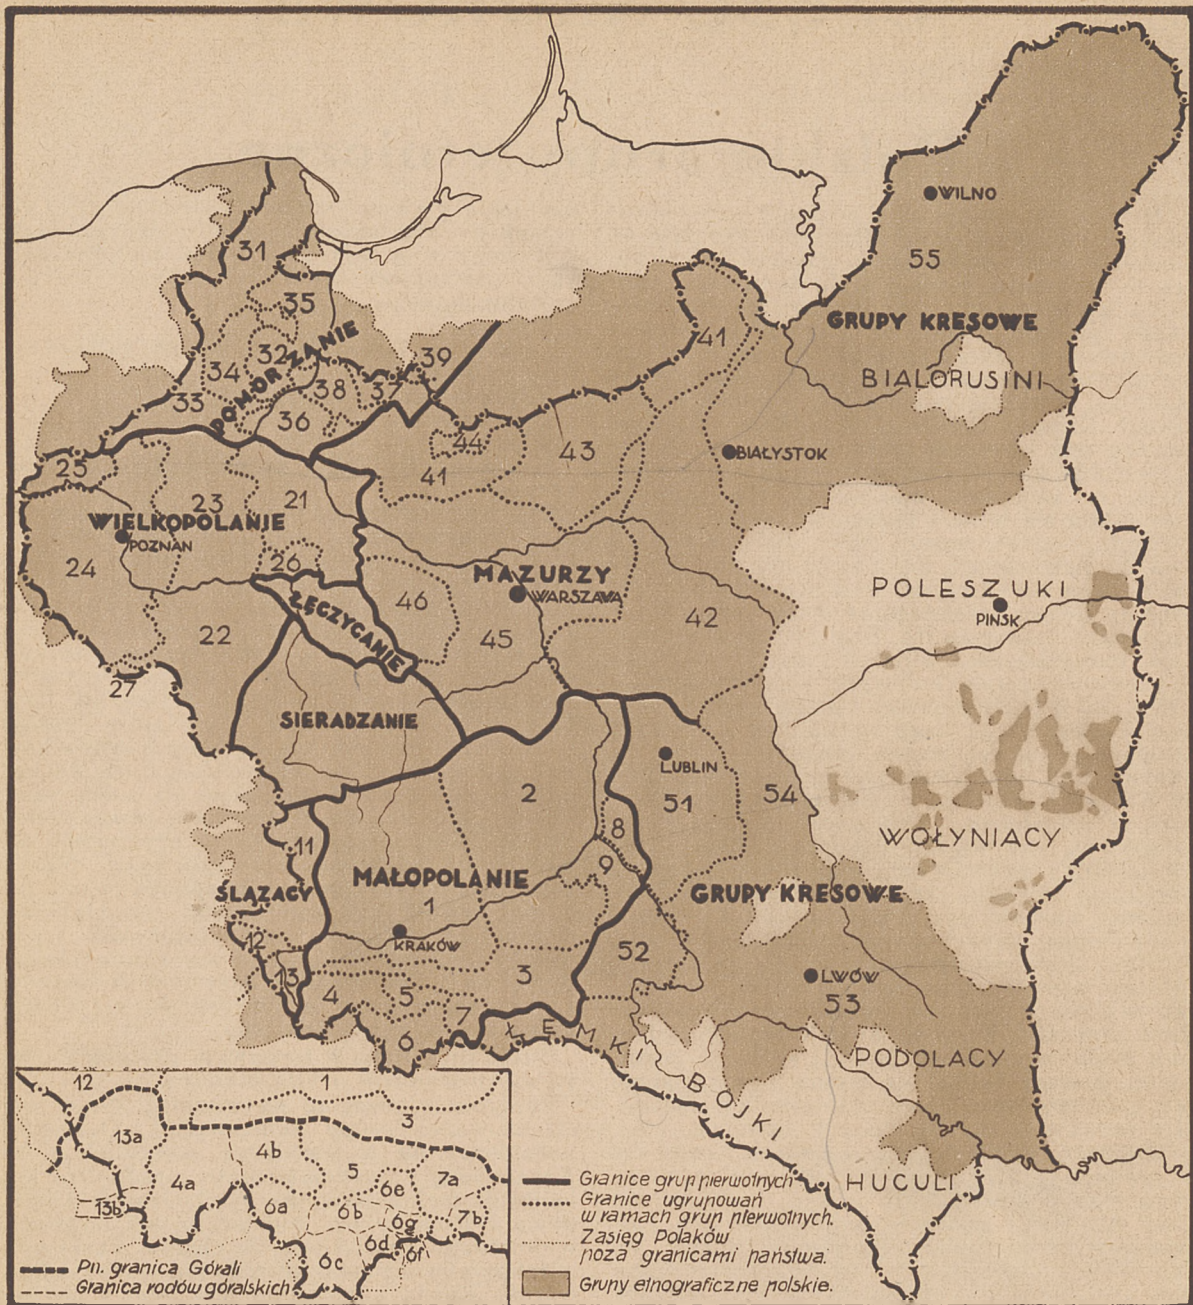 WILNO
55
31
GRUPY KRESOWE
35
41
POMORZANIE
39
32
34
BIALORUSINI
38
37
33
36
44
43
BIAŁYSTOK
25
41
23
21
WIELKOPOLANIE
POZNAŃ
24
26
MAZURZY
POLESZUKI
WARSZAWA
PIŃSK
46
ŁĘCZYCANIE
42
22
45
27
SIERADZANIE
LUBLIN
2
51
54
8
WOŁYNIACY
11
9
ŚLĄZACY
MAŁOPOLANIE
GRUPY KRESOWE
1
12
KRAKÓW
52
13
3
LWÓW
4
5
53
7
6
ŁEMKI
PODOLACY
BOJKI
HUCULI
12
1
3
13a
4b
4a
5
7a
6e
6a
6b
13b
6g
7b
6d
6f
6c
Pn. granica Górali
Granica rodów góralskich
Granice grup pierwotnych
Granice ugrupowań
w ramach grup pierwotnych.
Zasięg Polaków
poza granicami państwa.
Grupy etnograficzne polskie.